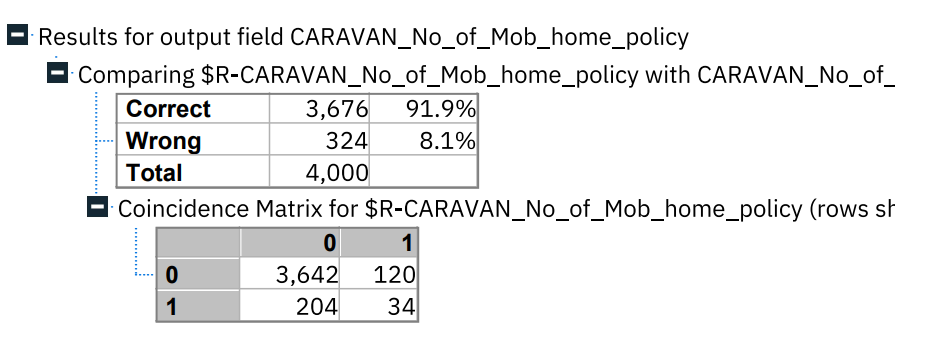 Results for output field CARAVAN_No_of_Mob_home_policy
Comparing $R-CARAVAN_No_of_Mob_home_policy with CARAVAN_No_of_
Correct 3,676 91.9%
Wrong 324 8.1%
Total 4,000
Coincidence Matrix for $R-CARAVAN_No_of_Mob_home_policy (rows sh
0 1
0 3,642 120
1 204 34